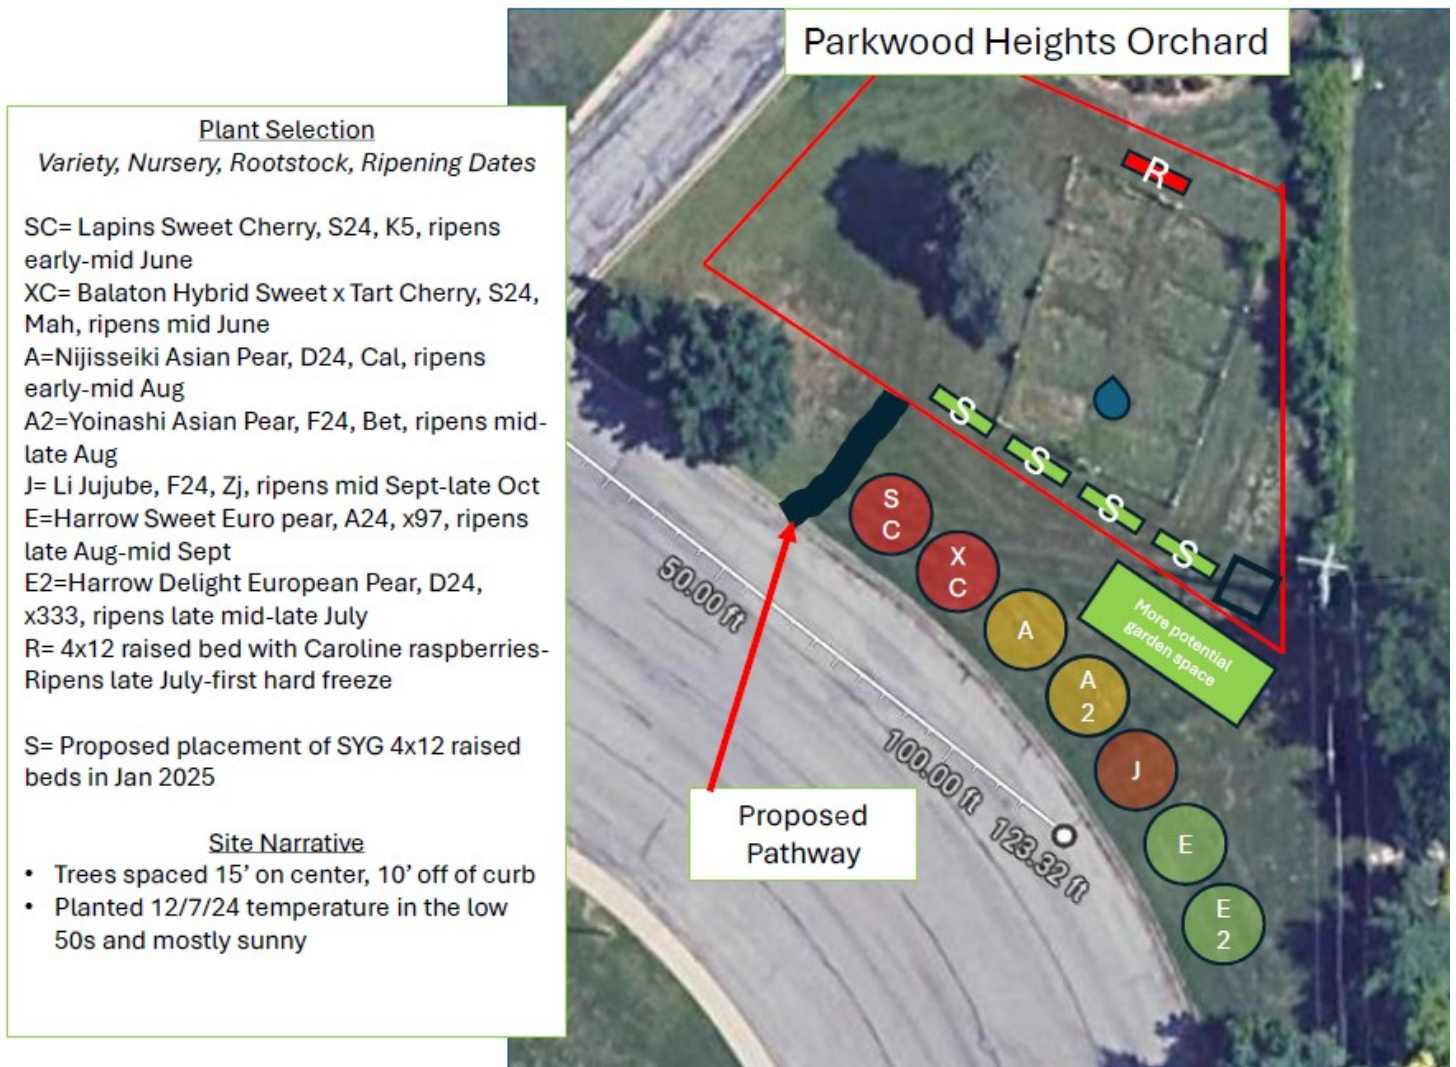 Parkwood Heights Orchard
Plant Selection
Variety, Nursery, Rootstock, Ripening Dates
SC= Lapins Sweet Cherry, S24, K5, ripens
early-mid June
XC= Balaton Hybrid Sweet x Tart Cherry, S24,
Mah, ripens mid June
A=Nijisseiki Asian Pear, D24, Cal, ripens
early-mid Aug
A2=Yoinashi Asian Pear, F24, Bet, ripens mid-
late Aug
J= Li Jujube, F24, Zj, ripens mid Sept-late Oct
E=Harrow Sweet Euro pear, A24, x97, ripens
late Aug-mid Sept
E2=Harrow Delight European Pear, D24,
x333, ripens late mid-late July
R= 4x12 raised bed with Caroline raspberries-
Ripens late July-first hard freeze
S= Proposed placement of SYG 4x12 raised
beds in Jan 2025
Site Narrative
• Trees spaced 15’ on center, 10’ off of curb
• Planted 12/7/24 temperature in the low
50s and mostly sunny
R
S
S
S
S
S
C
X
C
A
A
2
J
E
E
2
More potential
garden space
50.00 ft
100.00 ft
123.32 ft
Proposed
Pathway